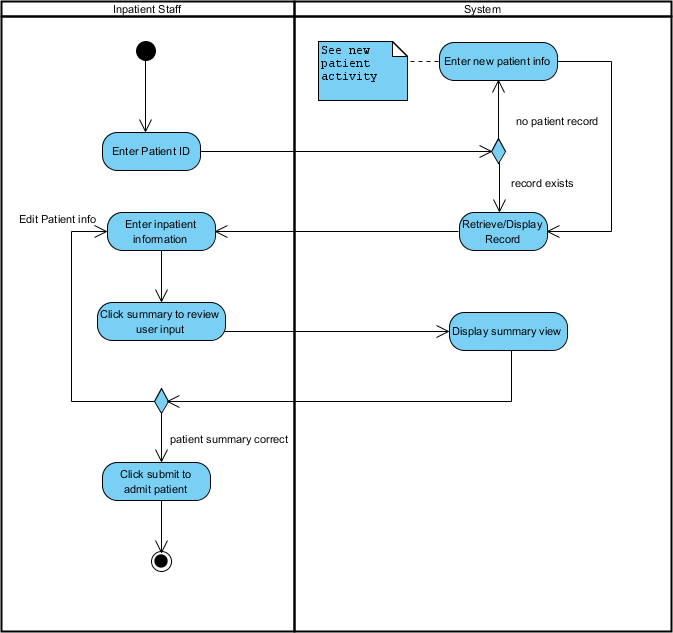 Inpatient Staff
System
See new
patient
activity
Enter new patient info
no patient record
Enter Patient ID
record exists
Edit Patient info
Enter inpatient
information
Retrieve/Display
Record
Click summary to review
user input
Display summary view
patient summary correct
Click submit to
admit patient